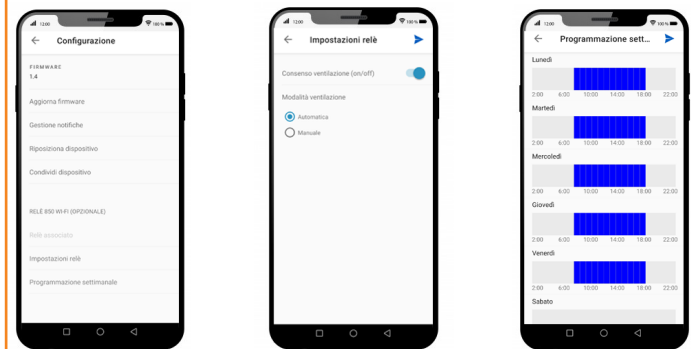 12:00
100 %
Configurazione
FIRMWARE
1.4
Aggiorna firmware
Gestione notifiche
Riposiziona dispositivo
Condividi dispositivo
RELÈ 850 WI-FI (OPZIONALE)
Relè associato
Impostazioni relè
Programmazione settimanale
12:00
100 %
Impostazioni relè
Consenso ventilazione (on/off)
Modalità ventilazione
Automatica
Manuale
12:00
100 %
Programmazione sett...
Lunedì
2:00 6:00 10:00 14:00 18:00 22:00
Martedì
2:00 6:00 10:00 14:00 18:00 22:00
Mercoledì
2:00 6:00 10:00 14:00 18:00 22:00
Giovedì
2:00 6:00 10:00 14:00 18:00 22:00
Venerdì
2:00 6:00 10:00 14:00 18:00 22:00
Sabato